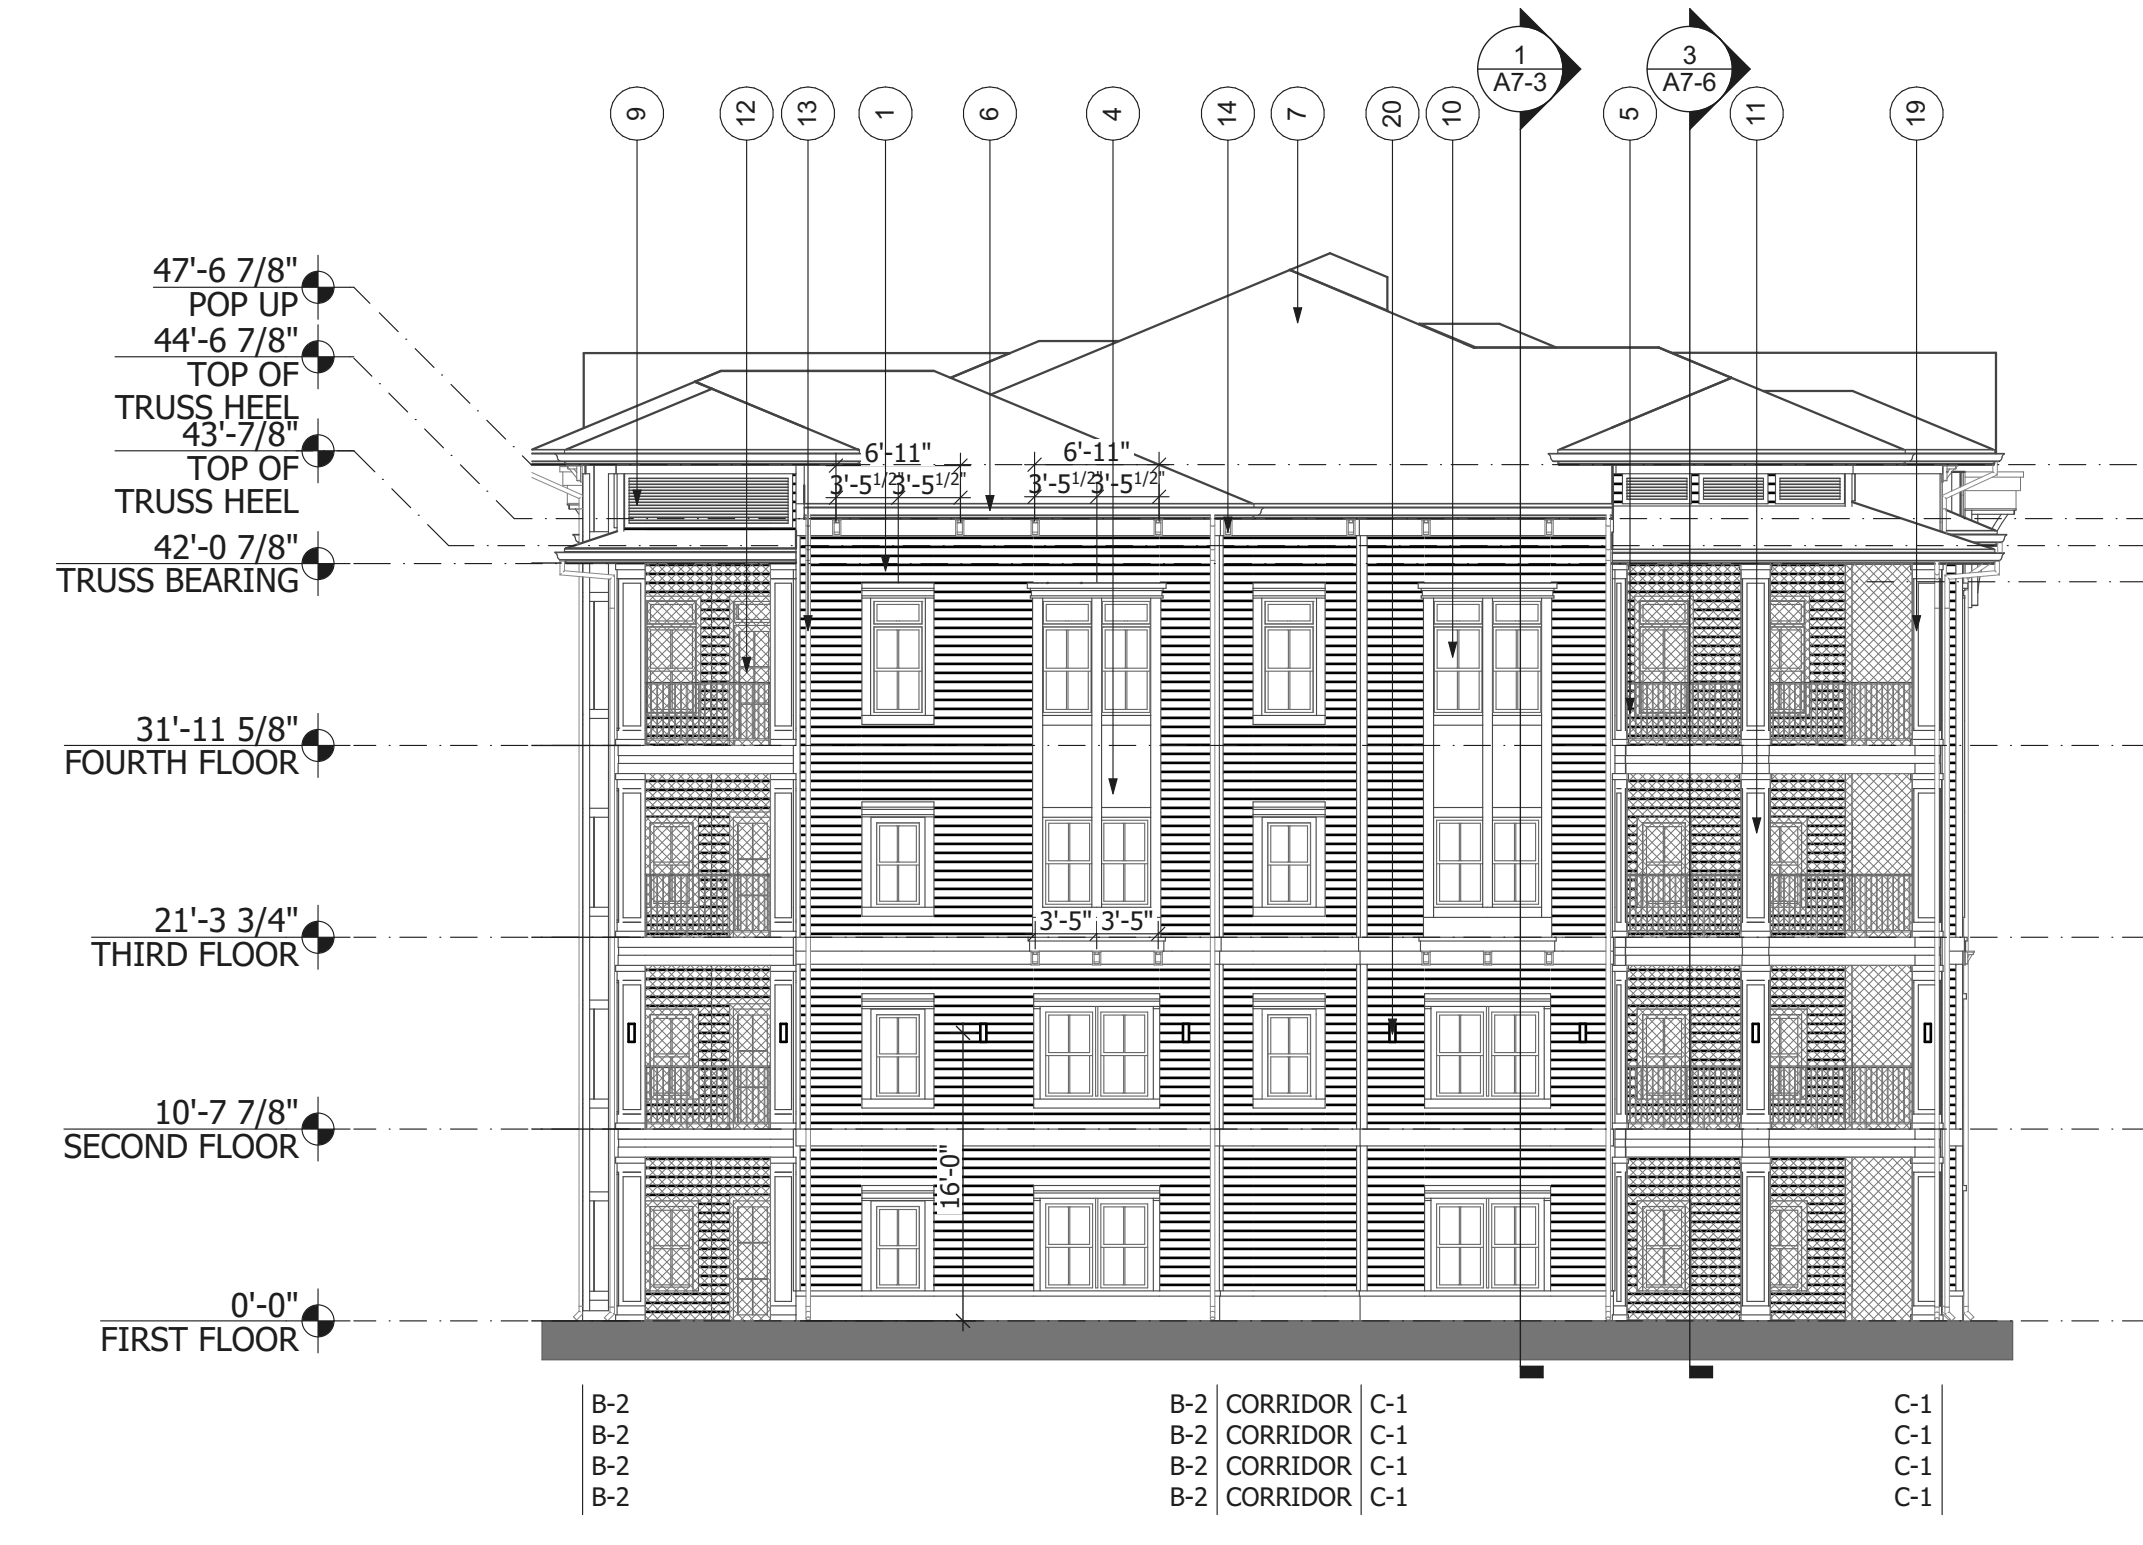 1
A7-3
3
A7-6
9
12
13
1
6
4
14
7
20
10
5
11
19
47'-6 7/8"
POP UP
44'-6 7/8"
TOP OF
TRUSS HEEL
43'-7/8"
TOP OF
TRUSS HEEL
42'-0 7/8"
TRUSS BEARING
31'-11 5/8"
FOURTH FLOOR
21'-3 3/4"
THIRD FLOOR
10'-7 7/8"
SECOND FLOOR
0'-0"
FIRST FLOOR
6'-11"
3'-5 1/2" 3'-5 1/2"
6'-11"
3'-5 1/2" 3'-5 1/2"
3'-5" 3'-5"
16'-0"
B-2 B-2 CORRIDOR C-1 C-1
B-2 B-2 CORRIDOR C-1 C-1
B-2 B-2 CORRIDOR C-1 C-1
B-2 B-2 CORRIDOR C-1 C-1